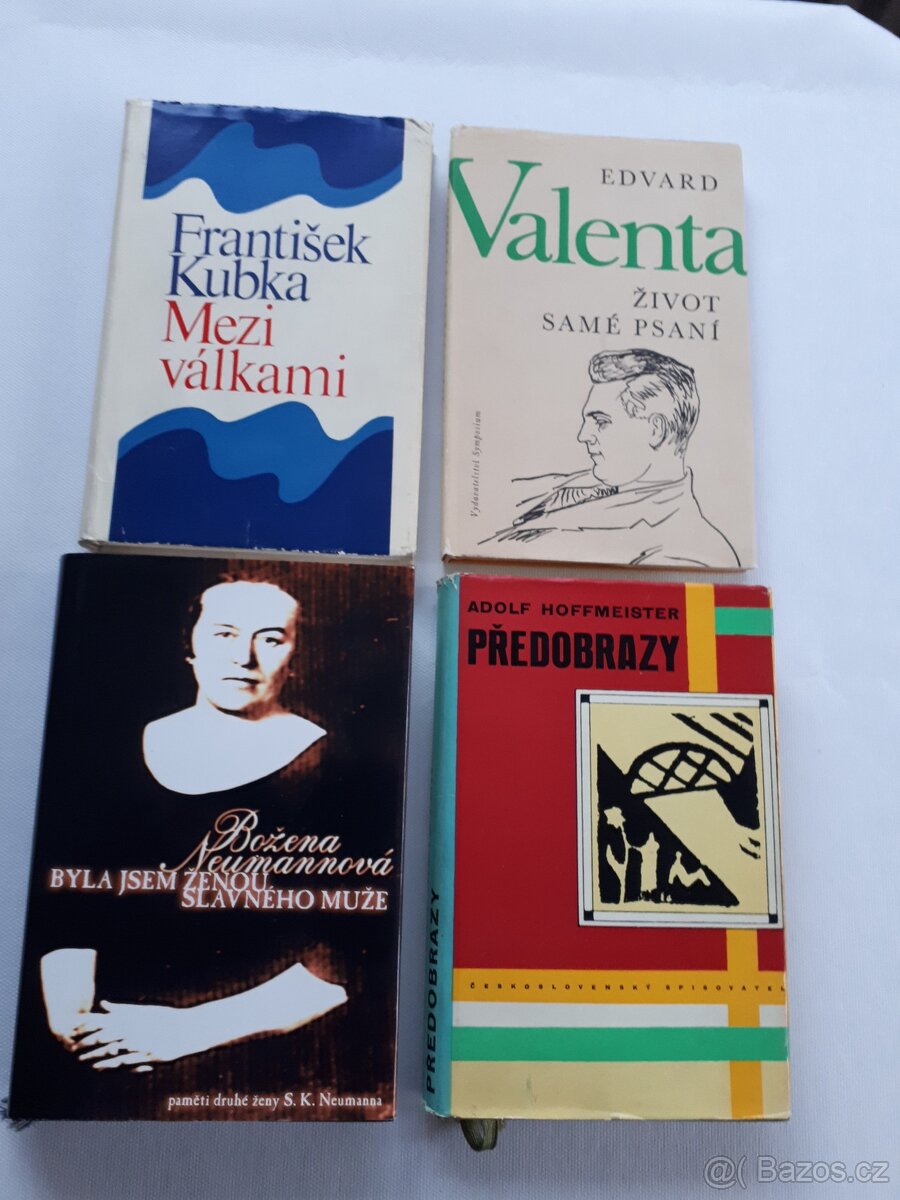 František
Kubka
Mezi
válkami
EDVARD
Valenta
ŽIVOT
SAMÉ PSANÍ
Vydavatelství Symposium
Božena
Neumannová
BYLA JSEM ŽENOU
SLAVNÉHO MUŽE
paměti druhé ženy S. K. Neumanna
ADOLF HOFFMEISTER
PŘEDOBRAZY
ČESKOSLOVENSKÝ SPISOVATEL
PŘEDOBRAZY
@( Bazos.cz